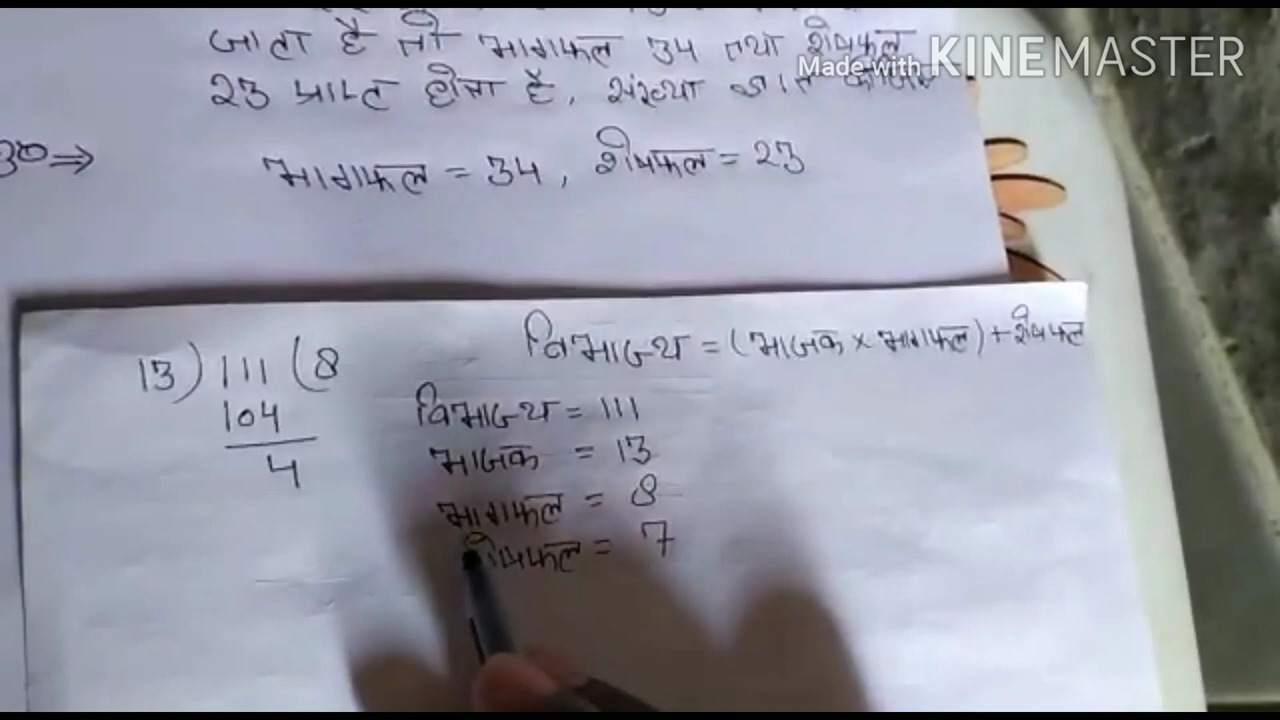 जाता है तो भागफल 34 तथा शेषफल
23 प्राप्त होता है, संख्या ज्ञात कीजिए
Made with KINEMASTER
उ०⇒ भागफल = 34, शेषफल = 23
विभाज्य = (भाजक × भागफल) + शेषफल
13) 111 (8
104
4
विभाज्य = 111
भाजक = 13
भागफल = 8
शेषफल = 7